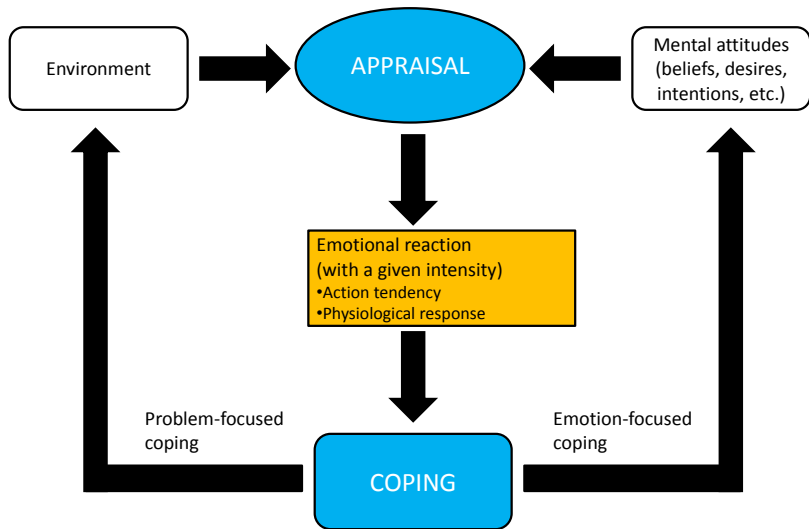 Environment
APPRAISAL
Mental attitudes
(beliefs, desires,
intentions, etc.)
Emotional reaction
(with a given intensity)
•Action tendency
•Physiological response
Problem-focused
coping
Emotion-focused
coping
COPING